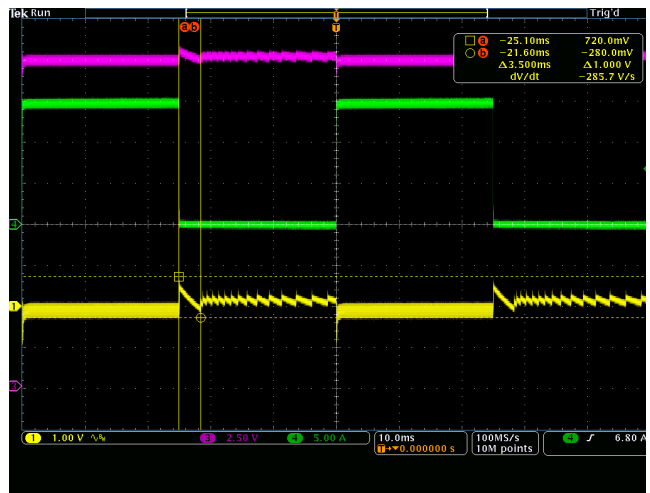 Tek Run Trig'd
a b
T
a -25.10ms 720.0mV
b -21.60ms -280.0mV
Δ3.500ms Δ1.000 V
dV/dt -285.7 V/s
4
1
3
1 1.00 V 3 2.50 V 4 5.00 A
10.0ms
T→▼0.000000 s
100MS/s
10M points
4 ∫ 6.80 A